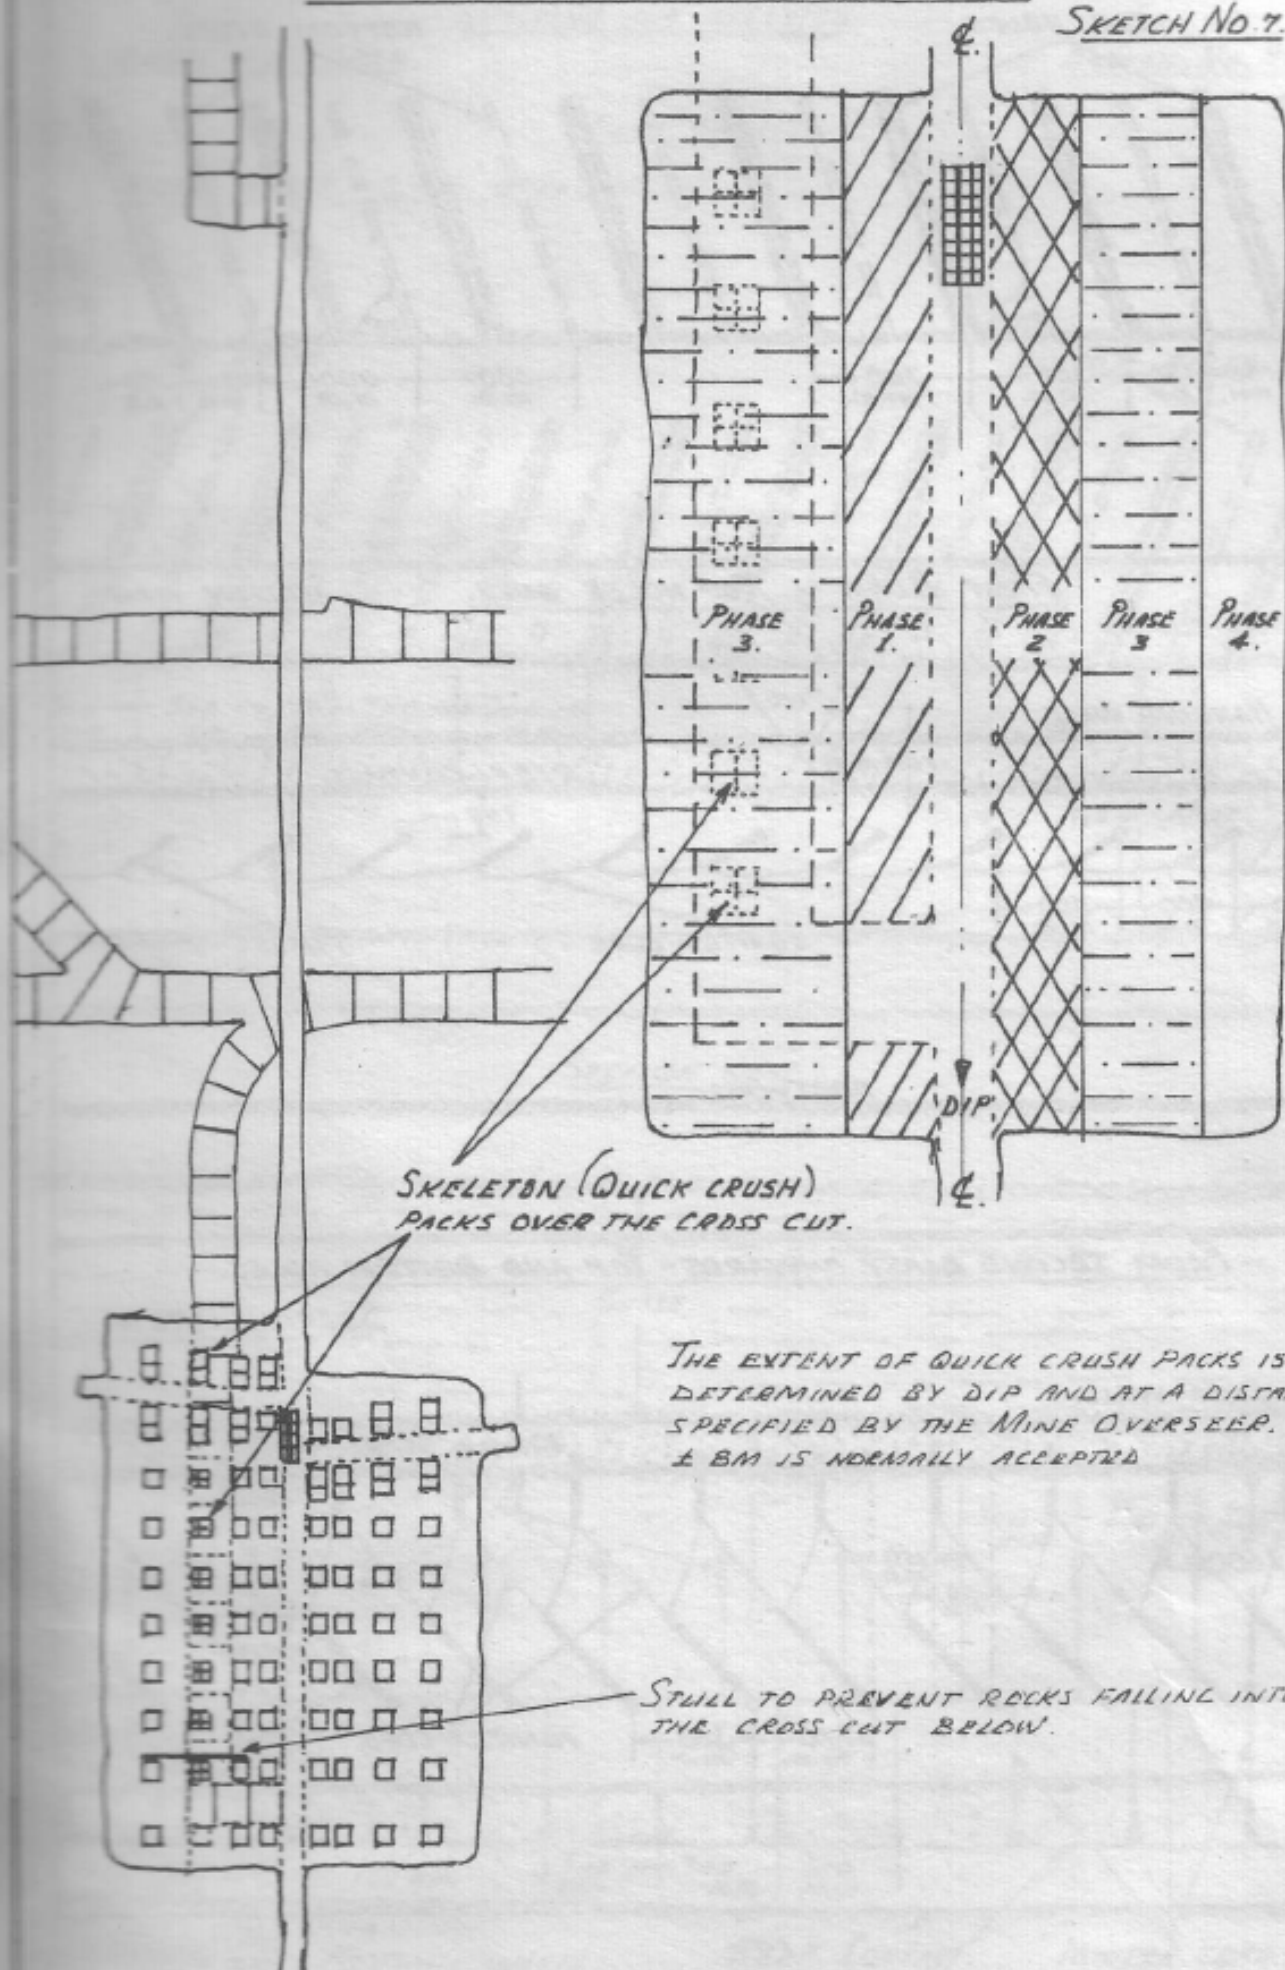 SKETCH NO. 7.
℄.
PHASE
3.
PHASE
1.
PHASE
2
PHASE
3
PHASE
4.
DIP
℄.
SKELETON (QUICK CRUSH)
PACKS OVER THE CROSS CUT.
THE EXTENT OF QUICK CRUSH PACKS IS
DETERMINED BY DIP AND AT A DISTA
SPECIFIED BY THE MINE OVERSEER.
± 8M IS NORMALLY ACCEPTED
STULL TO PREVENT ROCKS FALLING INT
THE CROSS CUT BELOW.